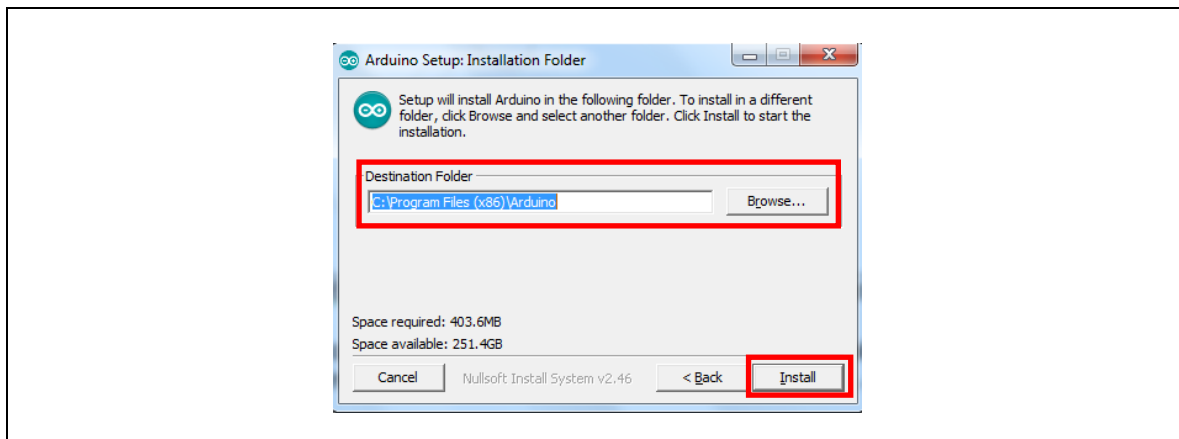 Arduino Setup: Installation Folder
Setup will install Arduino in the following folder. To install in a different
folder, click Browse and select another folder. Click Install to start the
installation.
Destination Folder
C:\Program Files (x86)\Arduino
Browse...
Space required: 403.6MB
Space available: 251.4GB
Cancel
Nullsoft Install System v2.46
< Back
Install